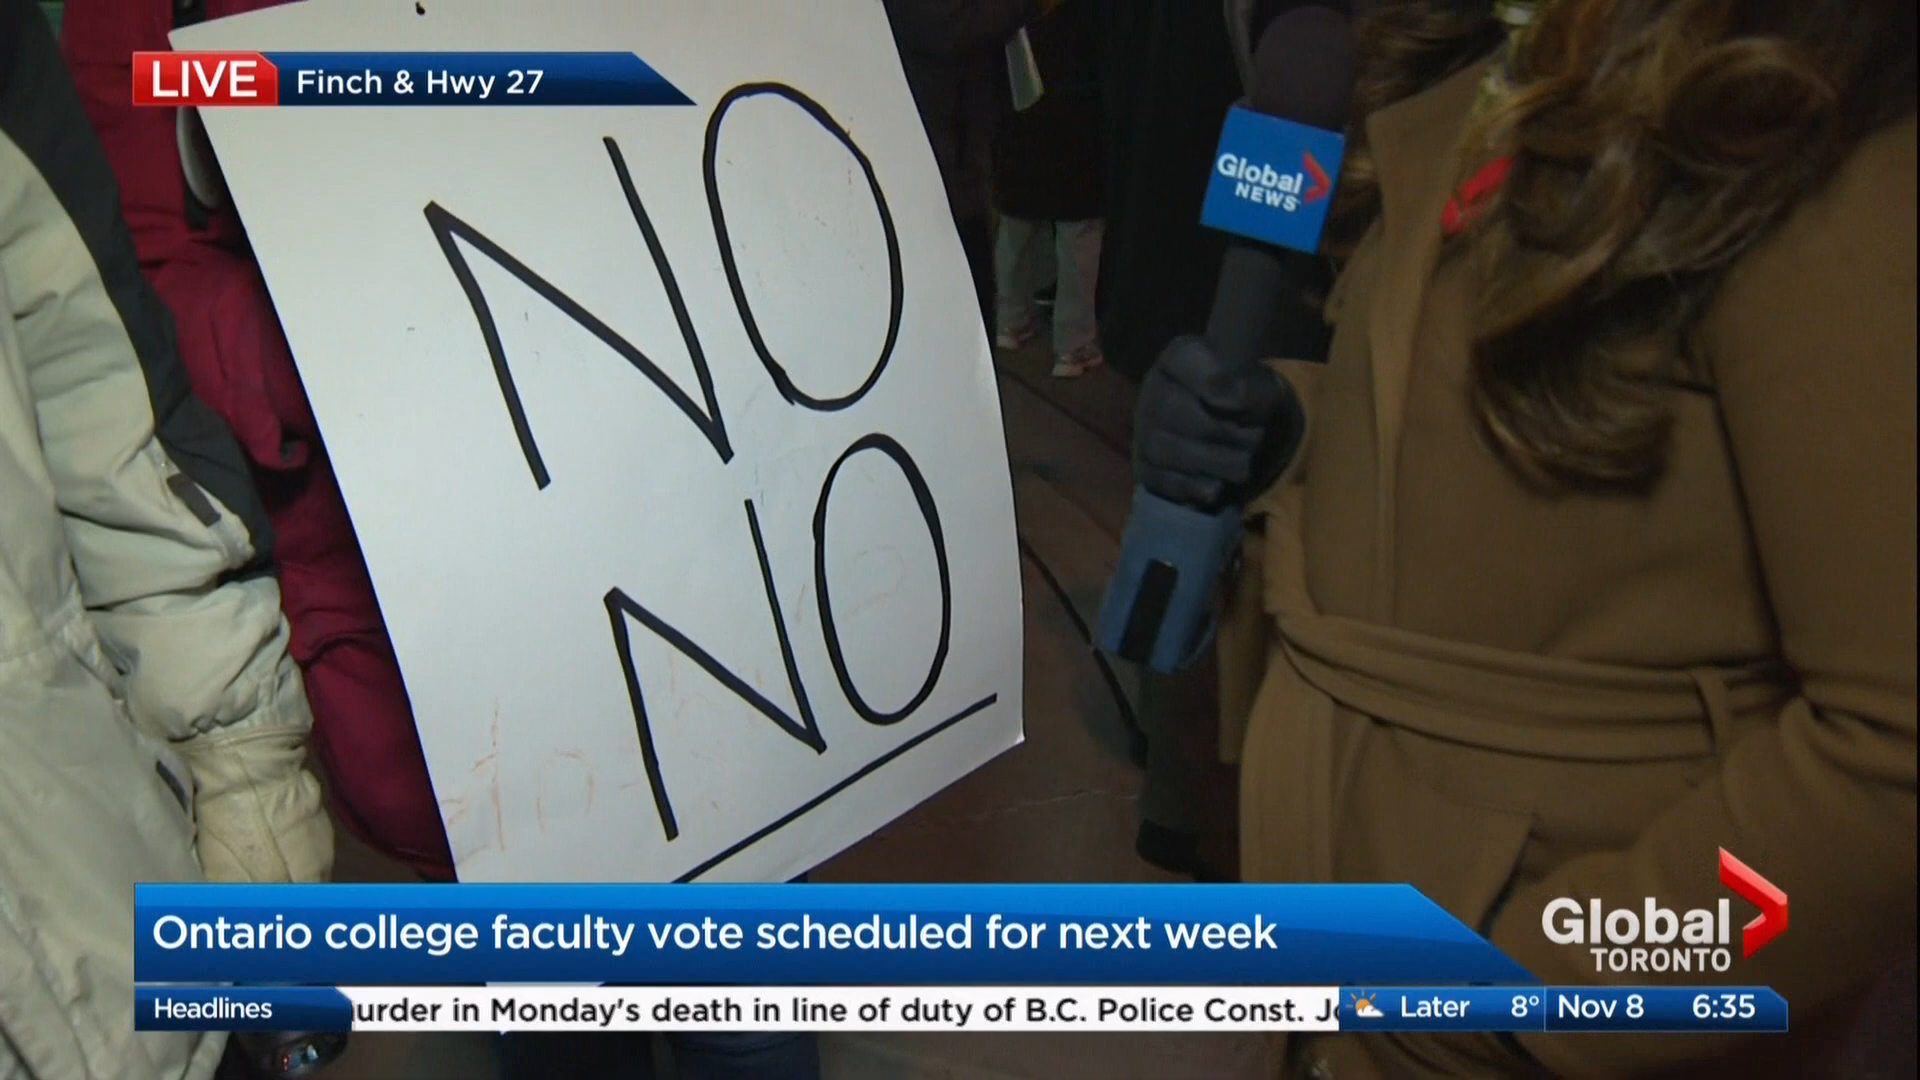 LIVE Finch & Hwy 27
NO
NO
Global
NEWS
Ontario college faculty vote scheduled for next week
Global
TORONTO
Headlines urder in Monday's death in line of duty of B.C. Police Const. Later 8° Nov 8 6:35